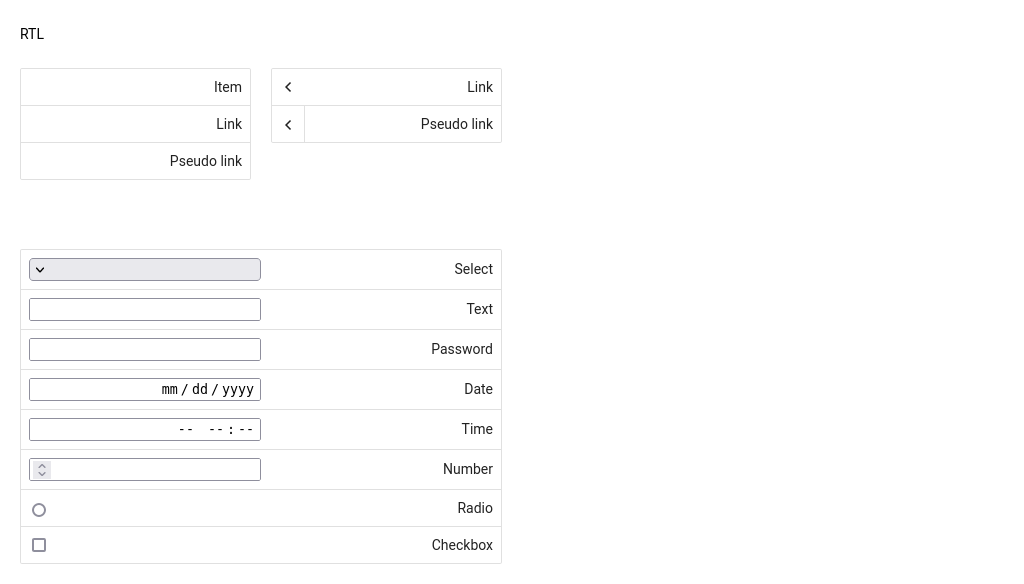 RTL
Item
Link
Pseudo link
Link
Pseudo link
Select
Text
Password
Date mm/dd/yyyy
Time -- --:--
Number
Radio
Checkbox